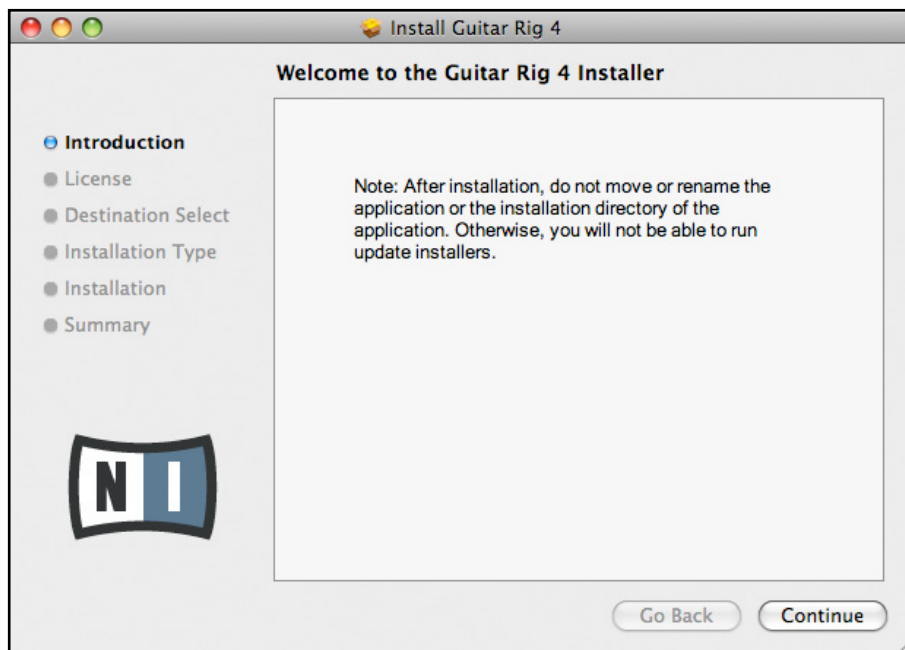 Install Guitar Rig 4
Welcome to the Guitar Rig 4 Installer
Introduction
License
Destination Select
Installation Type
Installation
Summary
Note: After installation, do not move or rename the
application or the installation directory of the
application. Otherwise, you will not be able to run
update installers.
NI
Go Back
Continue